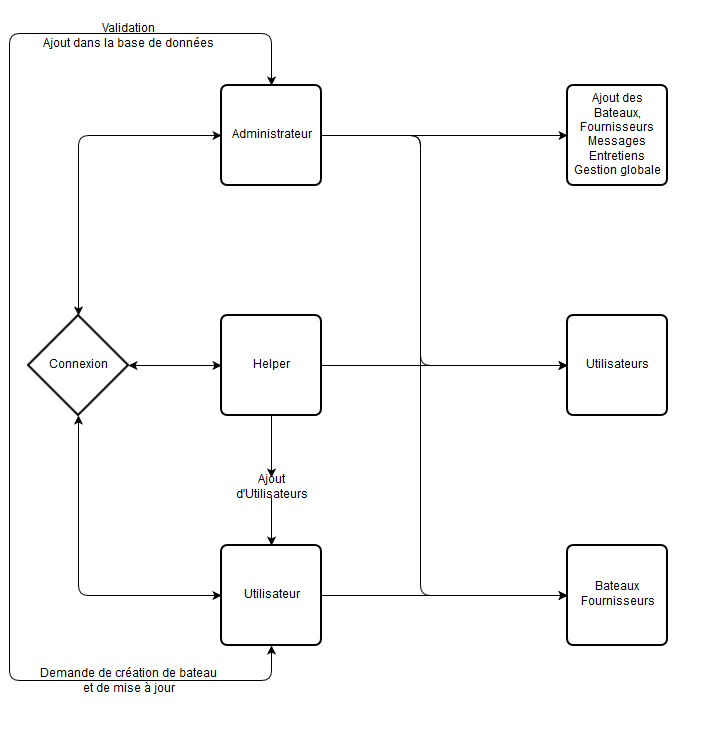 Validation
Ajout dans la base de données
Administrateur
Ajout des
Bateaux,
Fournisseurs
Messages
Entretiens
Gestion globale
Connexion
Helper
Utilisateurs
Ajout
d'Utilisateurs
Utilisateur
Bateaux
Fournisseurs
Demande de création de bateau
et de mise à jour